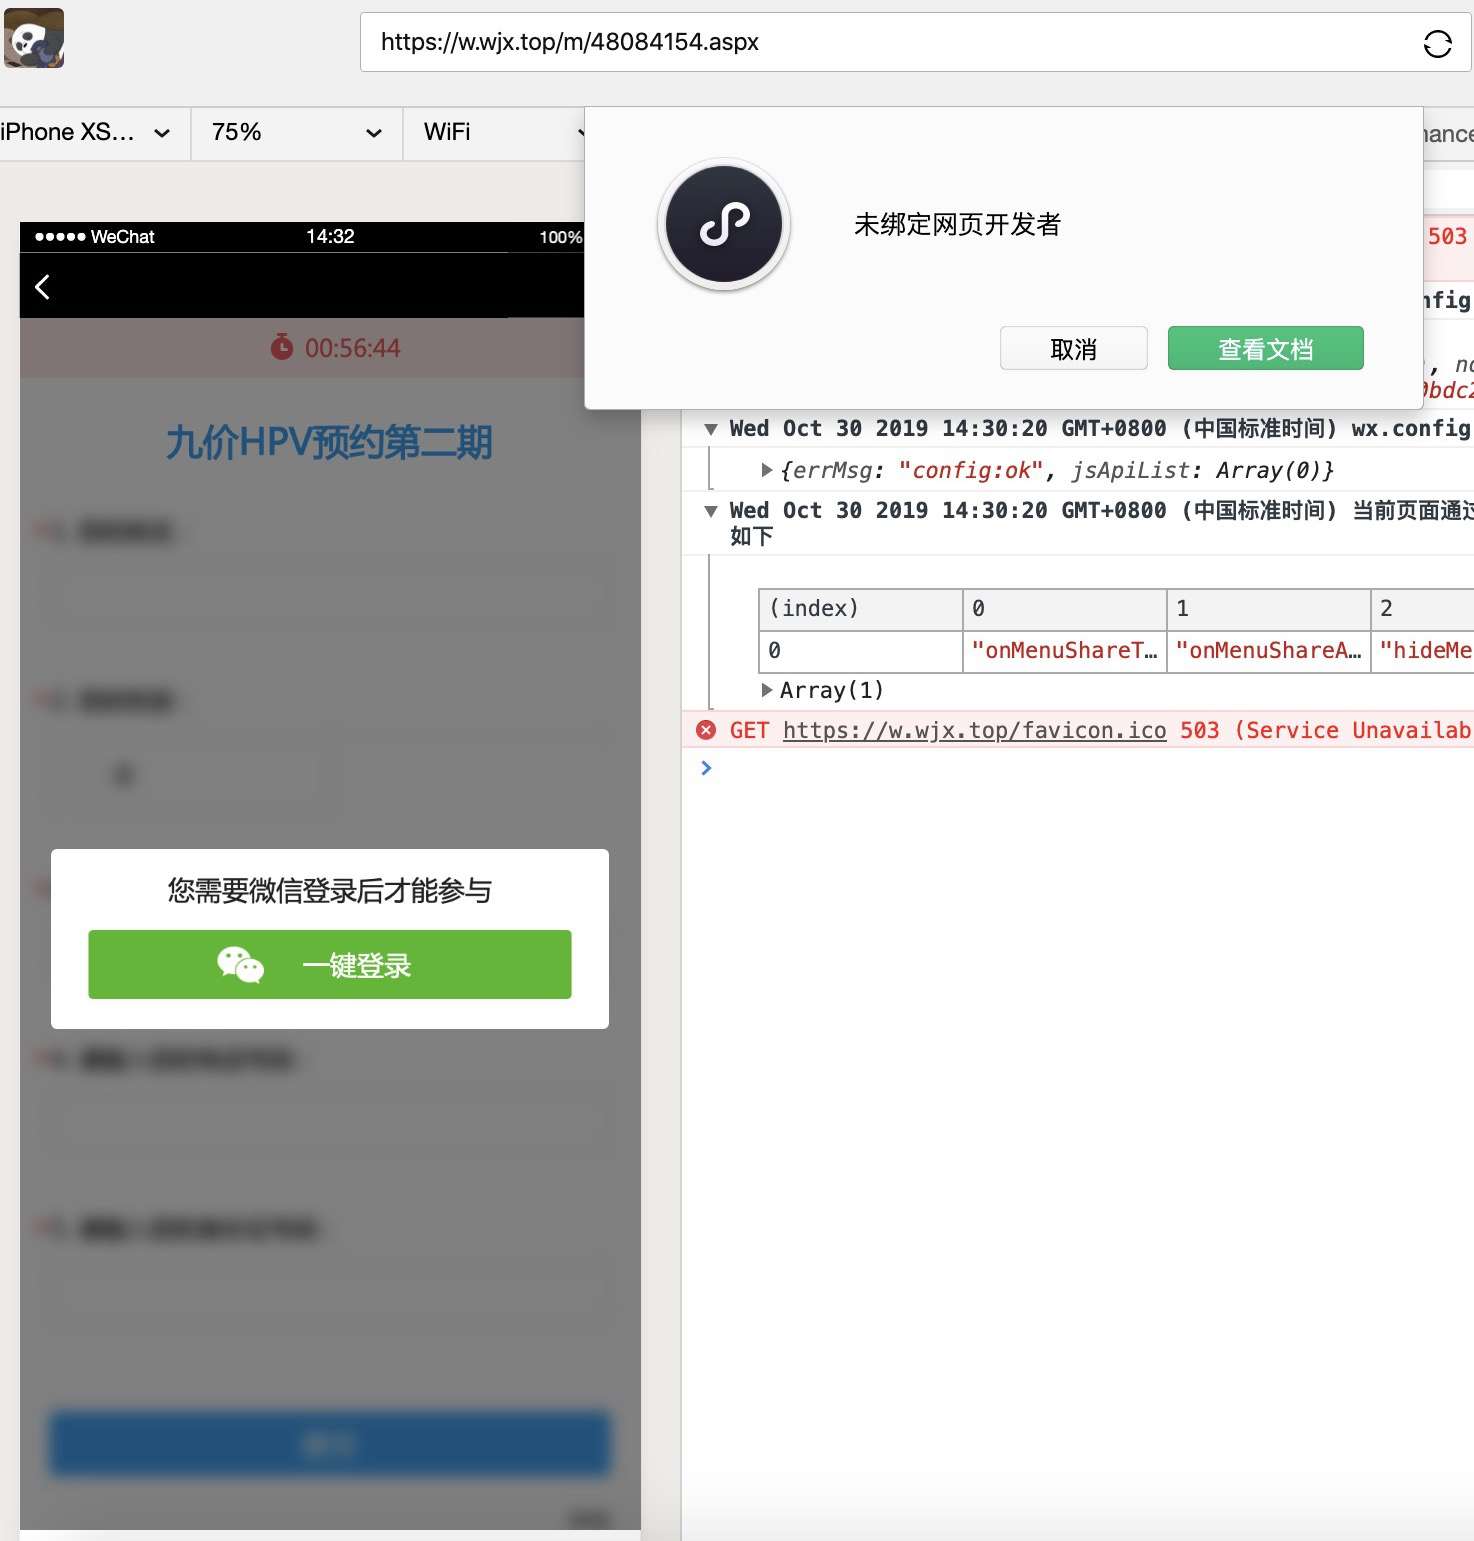 https://w.wjx.top/m/48084154.aspx
iPhone XS...
75%
WiFi
未绑定网页开发者
取消
查看文档
WeChat
14:32
100%
00:56:44
九价HPV预约第二期
您需要微信登录后才能参与
一键登录
503
Wed Oct 30 2019 14:30:20 GMT+0800 (中国标准时间) wx.config
{errMsg: "config:ok", jsApiList: Array(0)}
Wed Oct 30 2019 14:30:20 GMT+0800 (中国标准时间) 当前页面通过
如下
(index) 0 1 2
0 "onMenuShareT… "onMenuShareA… "hideMe
Array(1)
GET https://w.wjx.top/favicon.ico 503 (Service Unavailab